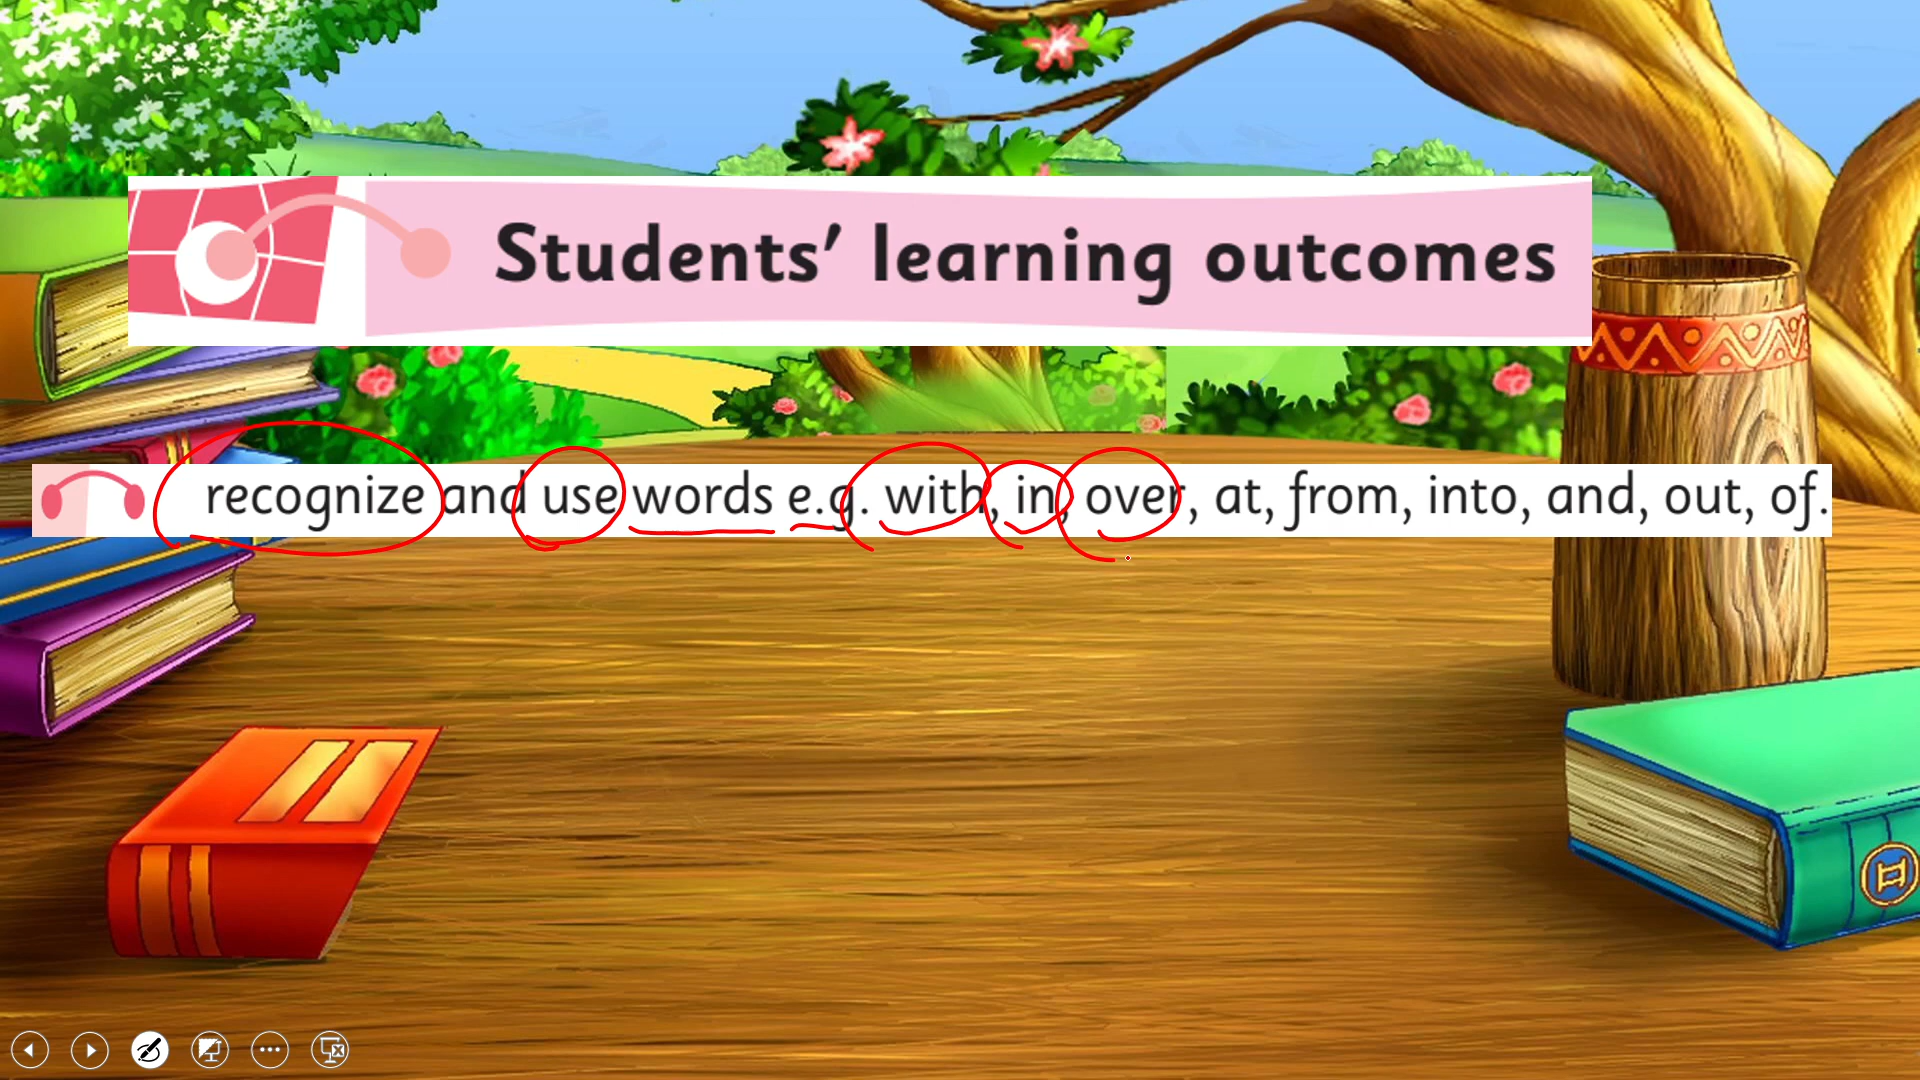 Students’ learning outcomes
recognize and use words e.g. with, in, over, at, from, into, and, out, of.